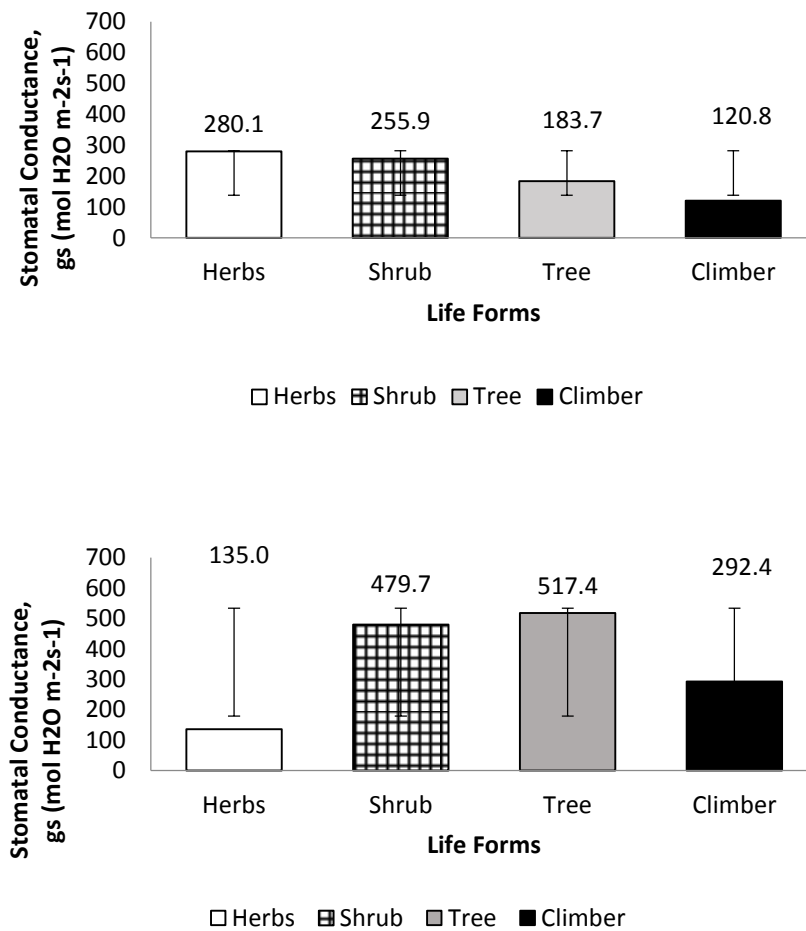 700
600
500
400
300
200
100
0
Stomatal Conductance,
gs (mol H2O m-2s-1)
280.1 255.9 183.7 120.8
Herbs Shrub Tree Climber
Life Forms
Herbs Shrub Tree Climber
700
600
500
400
300
200
100
0
Stomatal Conductance,
gs (mol H2O m-2s-1)
135.0 479.7 517.4 292.4
Herbs Shrub Tree Climber
Life Forms
Herbs Shrub Tree Climber